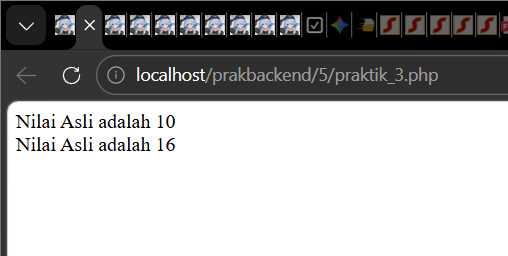 localhost/prakbackend/5/praktik_3.php
Nilai Asli adalah 10
Nilai Asli adalah 16